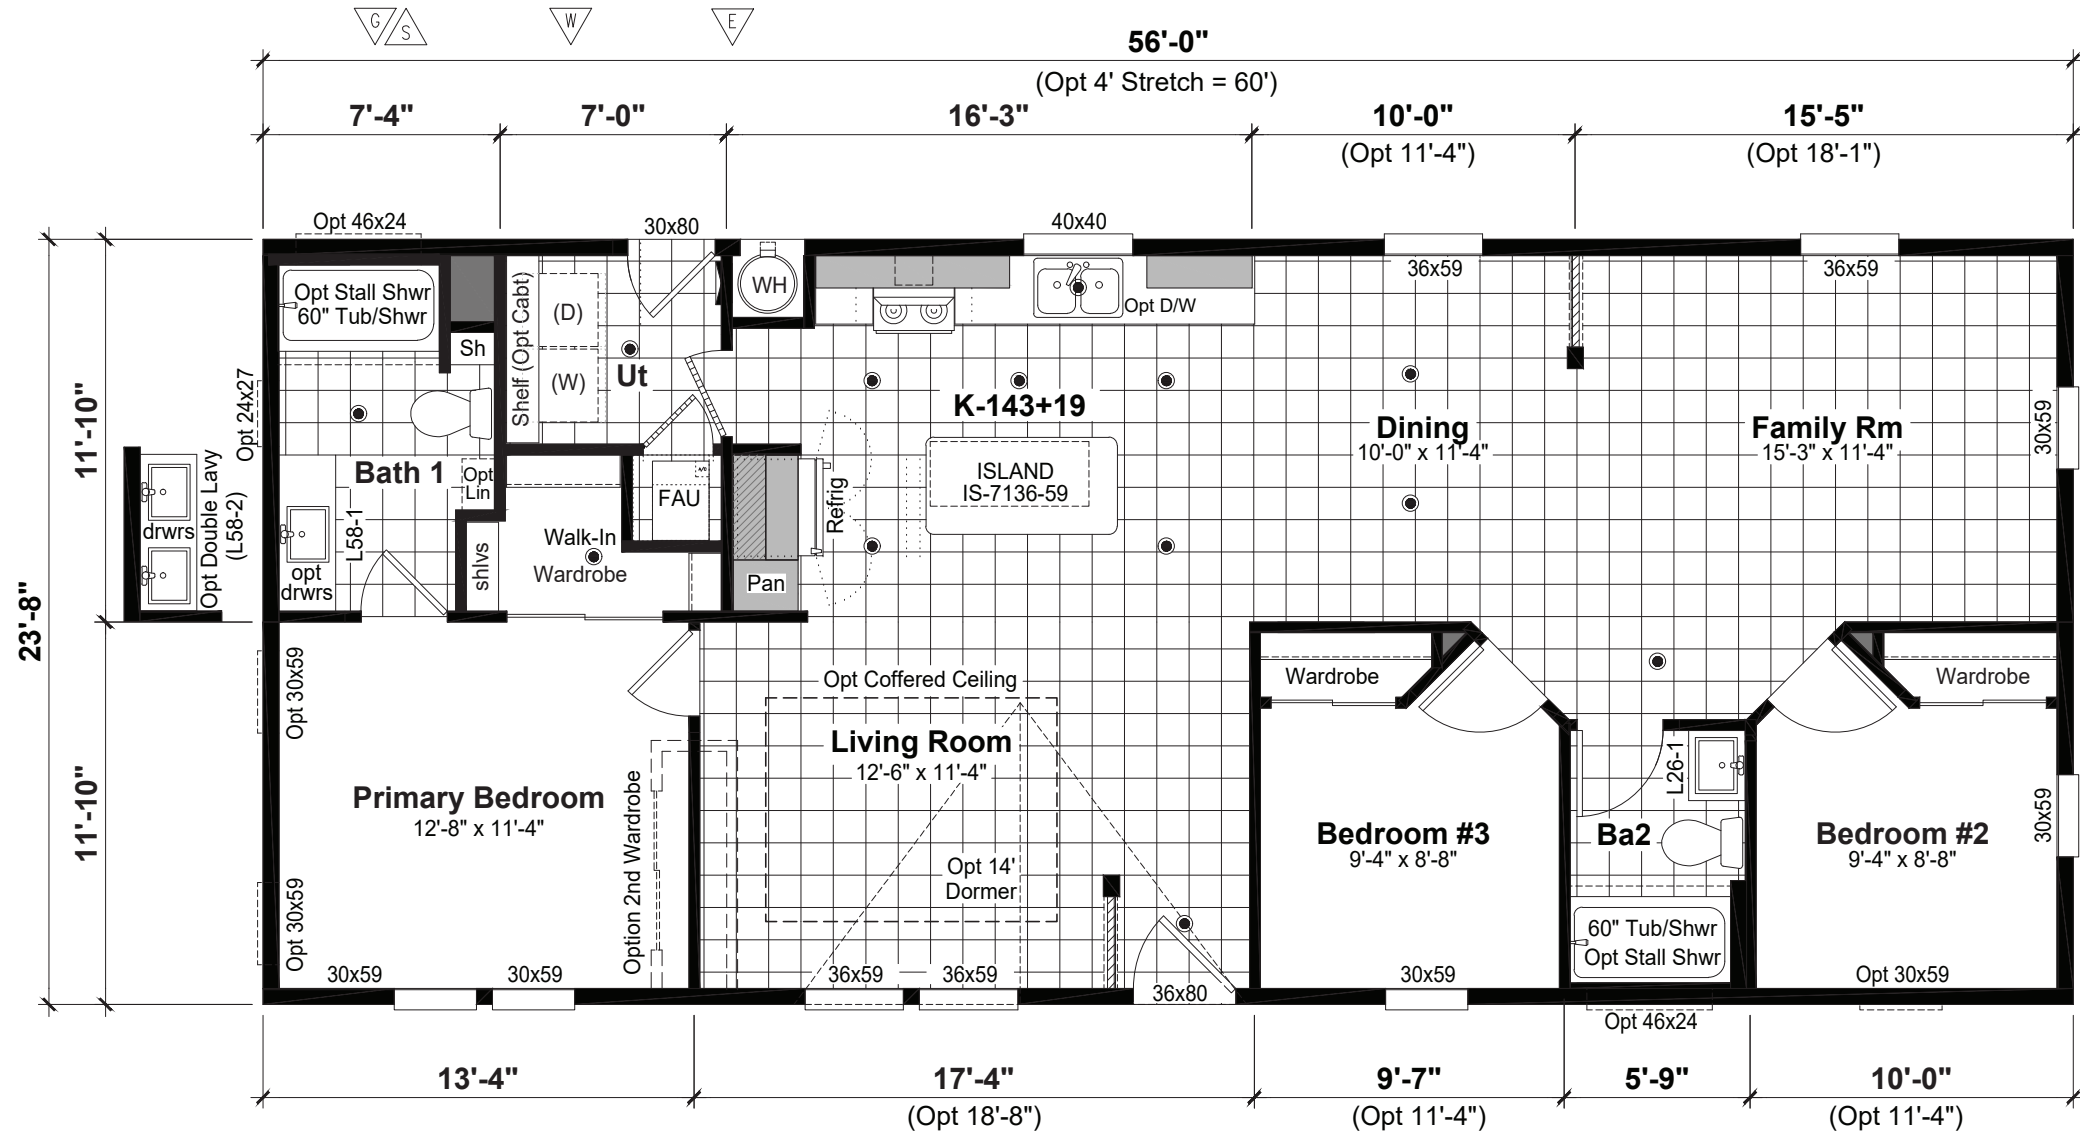 G
S
W
E
56'-0"
(Opt 4' Stretch = 60')
7'-4"
7'-0"
16'-3"
10'-0"
15'-5"
(Opt 11'-4")
(Opt 18'-1")
Opt 46x24
30x80
40x40
36x59
36x59
Opt Stall Shwr
60" Tub/Shwr
Sh
Shelf (Opt Cabt)
(D)
(W)
Ut
WH
Opt D/W
Opt 24x27
11'-10"
23'-8"
K-143+19
Dining
10'-0" x 11'-4"
Family Rm
15'-3" x 11'-4"
30x59
Bath 1
Opt
Lin
FAU
Refrig
ISLAND
IS-7136-59
drwrs
Opt Double Lavy
(L58-2)
L58-1
opt
drwrs
shlvs
Walk-In
Wardrobe
Pan
Opt 30x59
Opt Coffered Ceiling
Wardrobe
Wardrobe
Living Room
12'-6" x 11'-4"
11'-10"
Primary Bedroom
12'-8" x 11'-4"
Option 2nd Wardrobe
Opt 14'
Dormer
L26-1
Bedroom #3
9'-4" x 8'-8"
Ba2
Bedroom #2
9'-4" x 8'-8"
30x59
Opt 30x59
60" Tub/Shwr
Opt Stall Shwr
30x59
30x59
36x59
36x59
36x80
30x59
Opt 30x59
Opt 46x24
13'-4"
17'-4"
9'-7"
5'-9"
10'-0"
(Opt 18'-8")
(Opt 11'-4")
(Opt 11'-4")